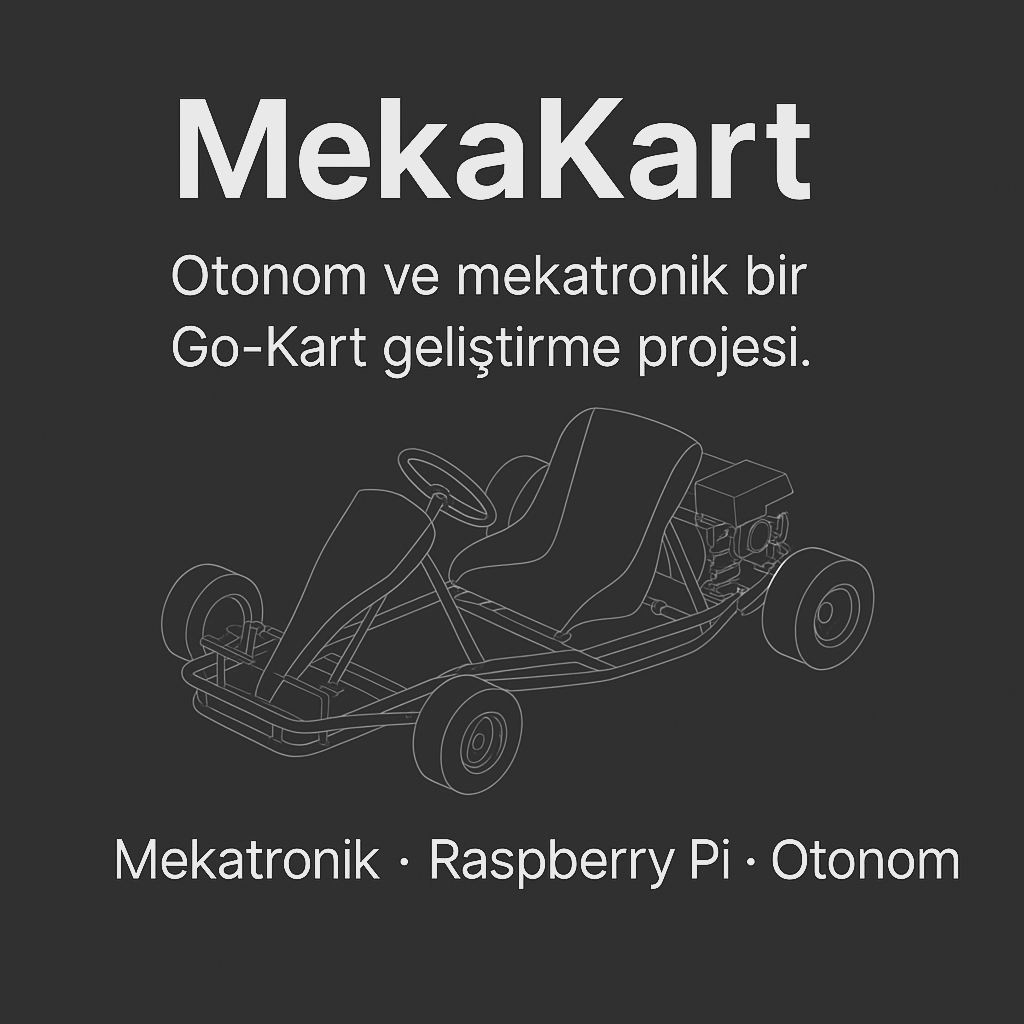 MekaKart
Otonom ve mekatronik bir
Go-Kart geliştirme projesi.
Mekatronik · Raspberry Pi · Otonom